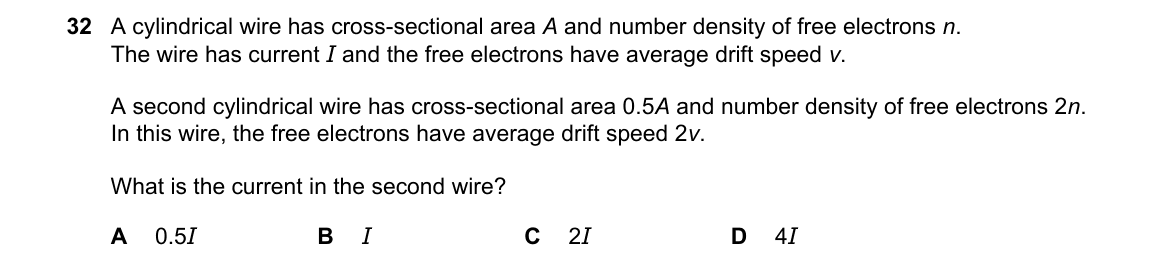 32 A cylindrical wire has cross-sectional area A and number density of free electrons n.
The wire has current I and the free electrons have average drift speed v.
A second cylindrical wire has cross-sectional area 0.5A and number density of free electrons 2n.
In this wire, the free electrons have average drift speed 2v.
What is the current in the second wire?
A 0.5I B I C 2I D 4I